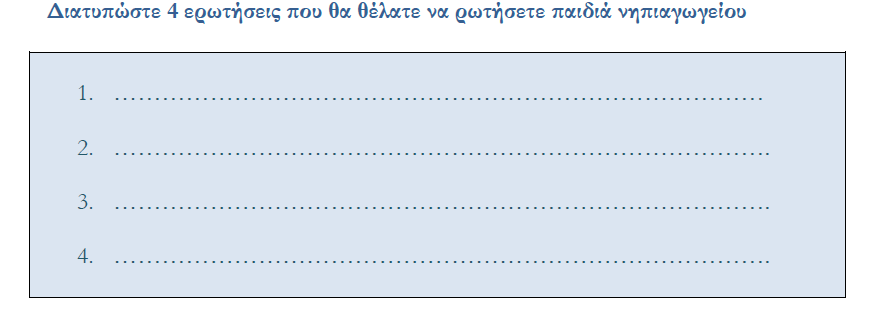 Διατυπώστε 4 ερωτήσεις που θα θέλατε να ρωτήσετε παιδιά νηπιαγωγείου
1. ……………………………………………………………………
2. …………………………………………………………………….
3. …………………………………………………………………….
4. …………………………………………………………………….